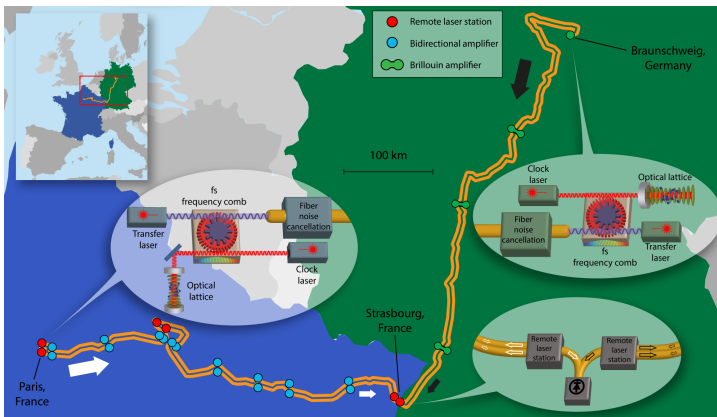 Remote laser station
Bidirectional amplifier
Brillouin amplifier
Braunschweig,
Germany
100 km
fs
frequency comb
Transfer
laser
Fiber
noise
cancellation
Clock
laser
Optical
lattice
Clock
laser
Optical lattice
Fiber
noise
cancellation
Transfer
laser
fs
frequency comb
Strasbourg,
France
Remote
laser
station
Remote
laser
station
Paris,
France